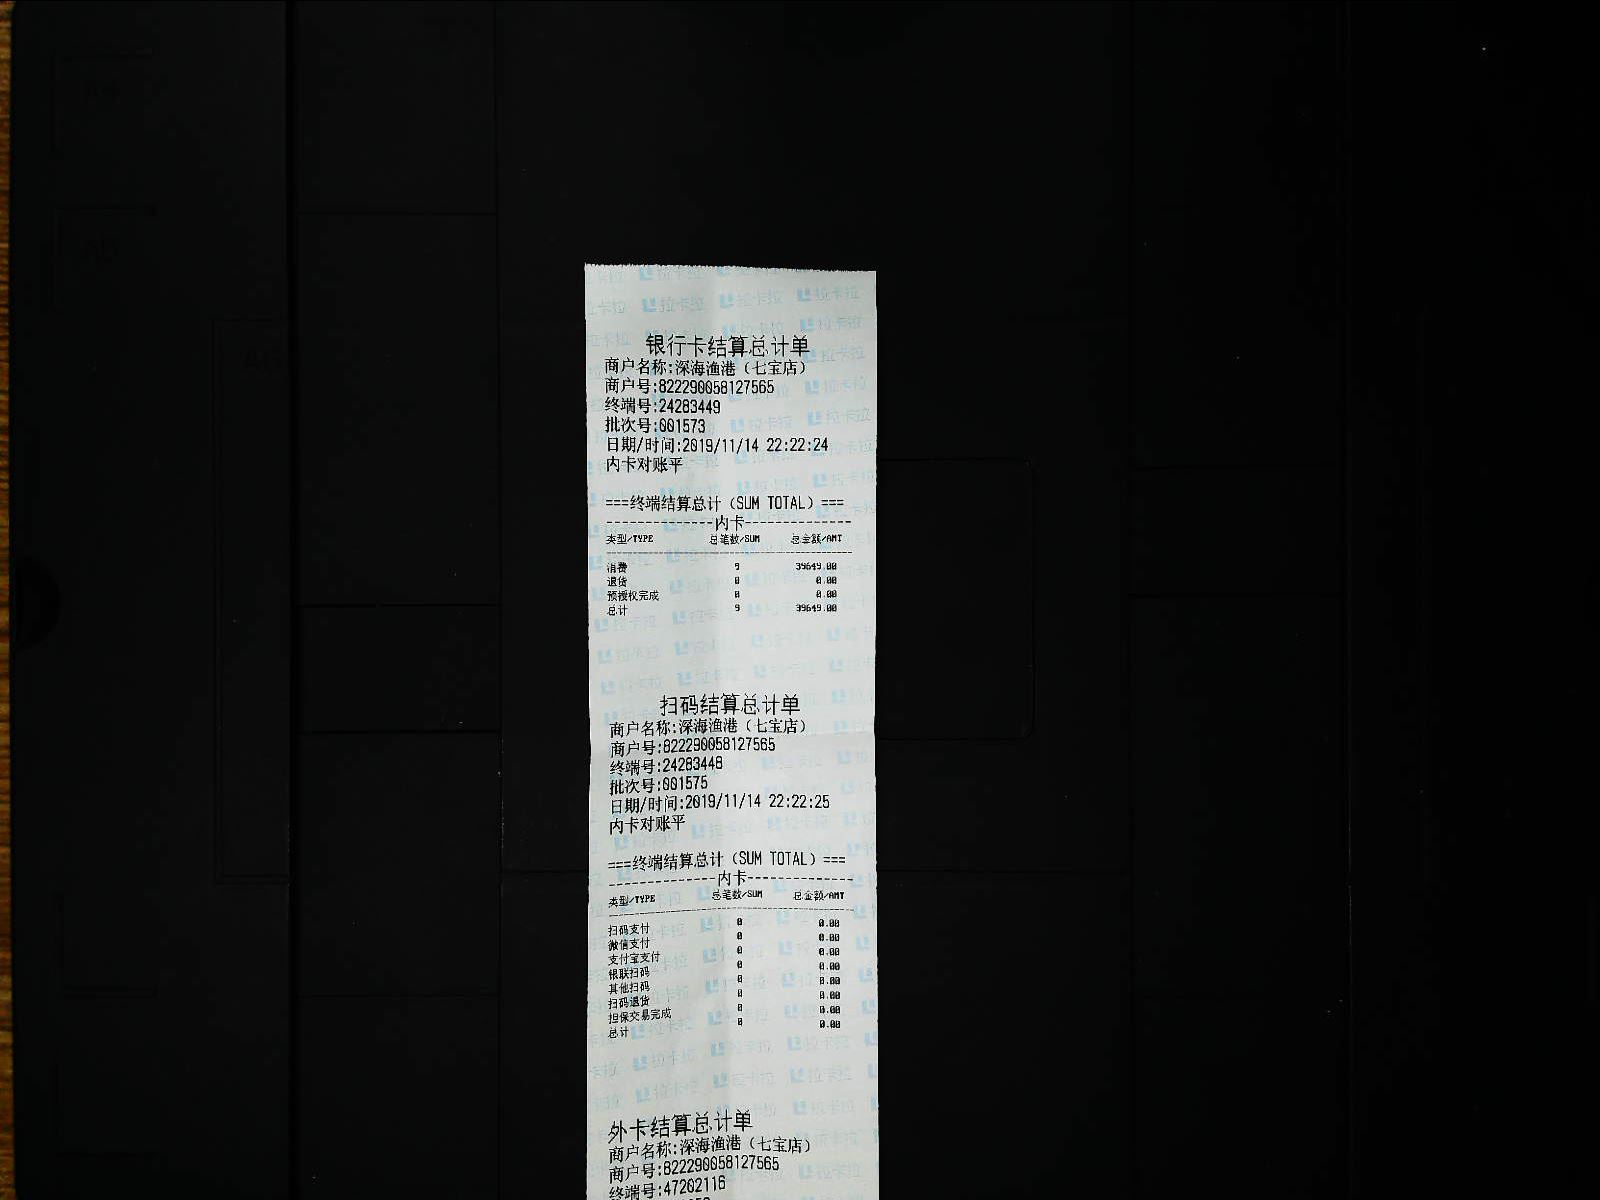 银行卡结算总计单
商户名称:深海渔港（七宝店）
商户号:822290058127565
终端号:24283449
批次号:001573
日期/时间:2019/11/14 22:22:24
内卡对账平
===终端结算总计（SUM TOTAL）===
--------------内卡--------------
类型/TYPE 总笔数/SUM 总金额/AMT
消费 9 39649.00
退货 0 0.00
预授权完成 0 0.00
总计 9 39649.00
扫码结算总计单
商户名称:深海渔港（七宝店）
商户号:822290058127565
终端号:24283448
批次号:001575
日期/时间:2019/11/14 22:22:25
内卡对账平
===终端结算总计（SUM TOTAL）===
--------------内卡--------------
类型/TYPE 总笔数/SUM 总金额/AMT
扫码支付 0 0.00
微信支付 0 0.00
支付宝支付 0 0.00
银联扫码 0 0.00
其他扫码 0 0.00
扫码退货 0 0.00
担保交易完成 0 0.00
总计 0 0.00
外卡结算总计单
商户名称:深海渔港（七宝店）
商户号:822290058127565
终端号:47202116